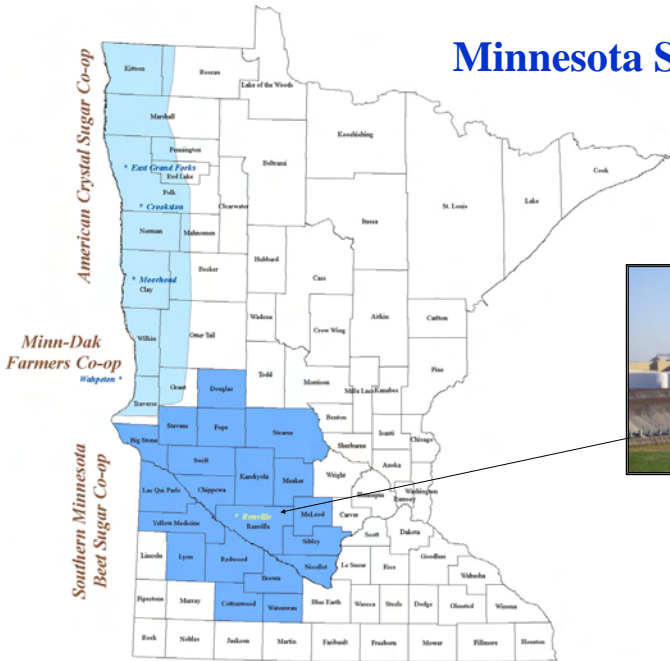 Minnesota S
American Crystal Sugar Co-op
Minn-Dak
Farmers Co-op
Wahpeton *
Southern Minnesota
Beet Sugar Co-op
Kittson
Roseau
Lake of the Woods
Marshall
Koochiching
Pennington
* East Grand Forks
Red Lake
Beltrami
Cook
Polk
* Crookston
Clearwater
St. Louis
Lake
Itasca
Norman
Mahnomen
Hubbard
Becker
Cass
* Moorhead
Clay
Wadena
Aitkin
Carlton
Crow Wing
Wilkin
Otter Tail
Pine
Todd
Morrison
Grant
Douglas
Mille Lacs
Kanabec
Traverse
Benton
Stevens
Pope
Stearns
Isanti
Big Stone
Sherburne
Chisago
Anoka
Swift
Wright
Kandiyohi
Meeker
Lac Qui Parle
Chippewa
Hennepin
Washington
Ramsey
* Renville
Renville
McLeod
Carver
Yellow Medicine
Scott
Dakota
Sibley
Lincoln
Lyon
Redwood
Nicollet
Le Sueur
Rice
Goodhue
Wabasha
Brown
Pipestone
Murray
Cottonwood
Watonwan
Blue Earth
Waseca
Steele
Dodge
Olmsted
Winona
Rock
Nobles
Jackson
Martin
Faribault
Freeborn
Mower
Fillmore
Houston